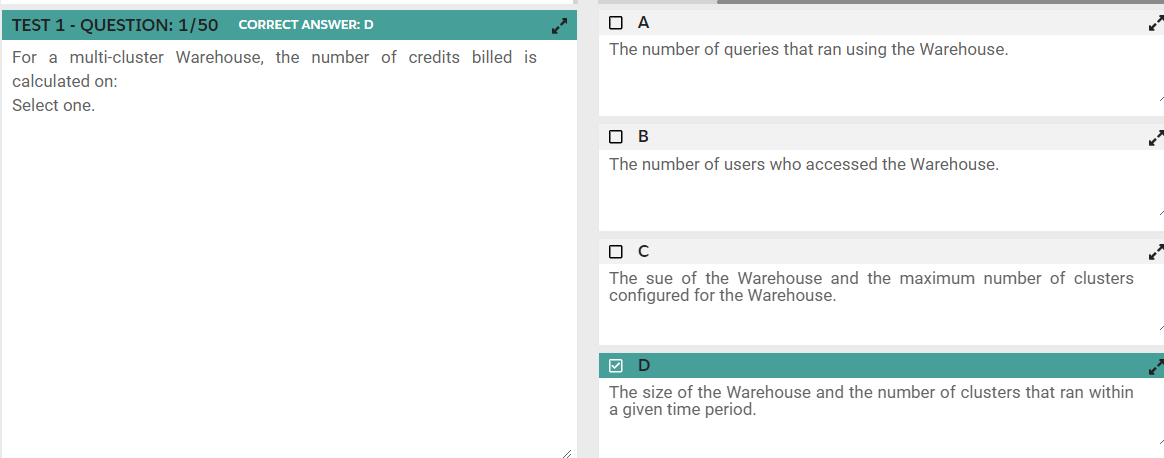 TEST 1 - QUESTION: 1/50 CORRECT ANSWER: D
For a multi-cluster Warehouse, the number of credits billed is
calculated on:
Select one.
A
The number of queries that ran using the Warehouse.
B
The number of users who accessed the Warehouse.
C
The sue of the Warehouse and the maximum number of clusters
configured for the Warehouse.
D
The size of the Warehouse and the number of clusters that ran within
a given time period.